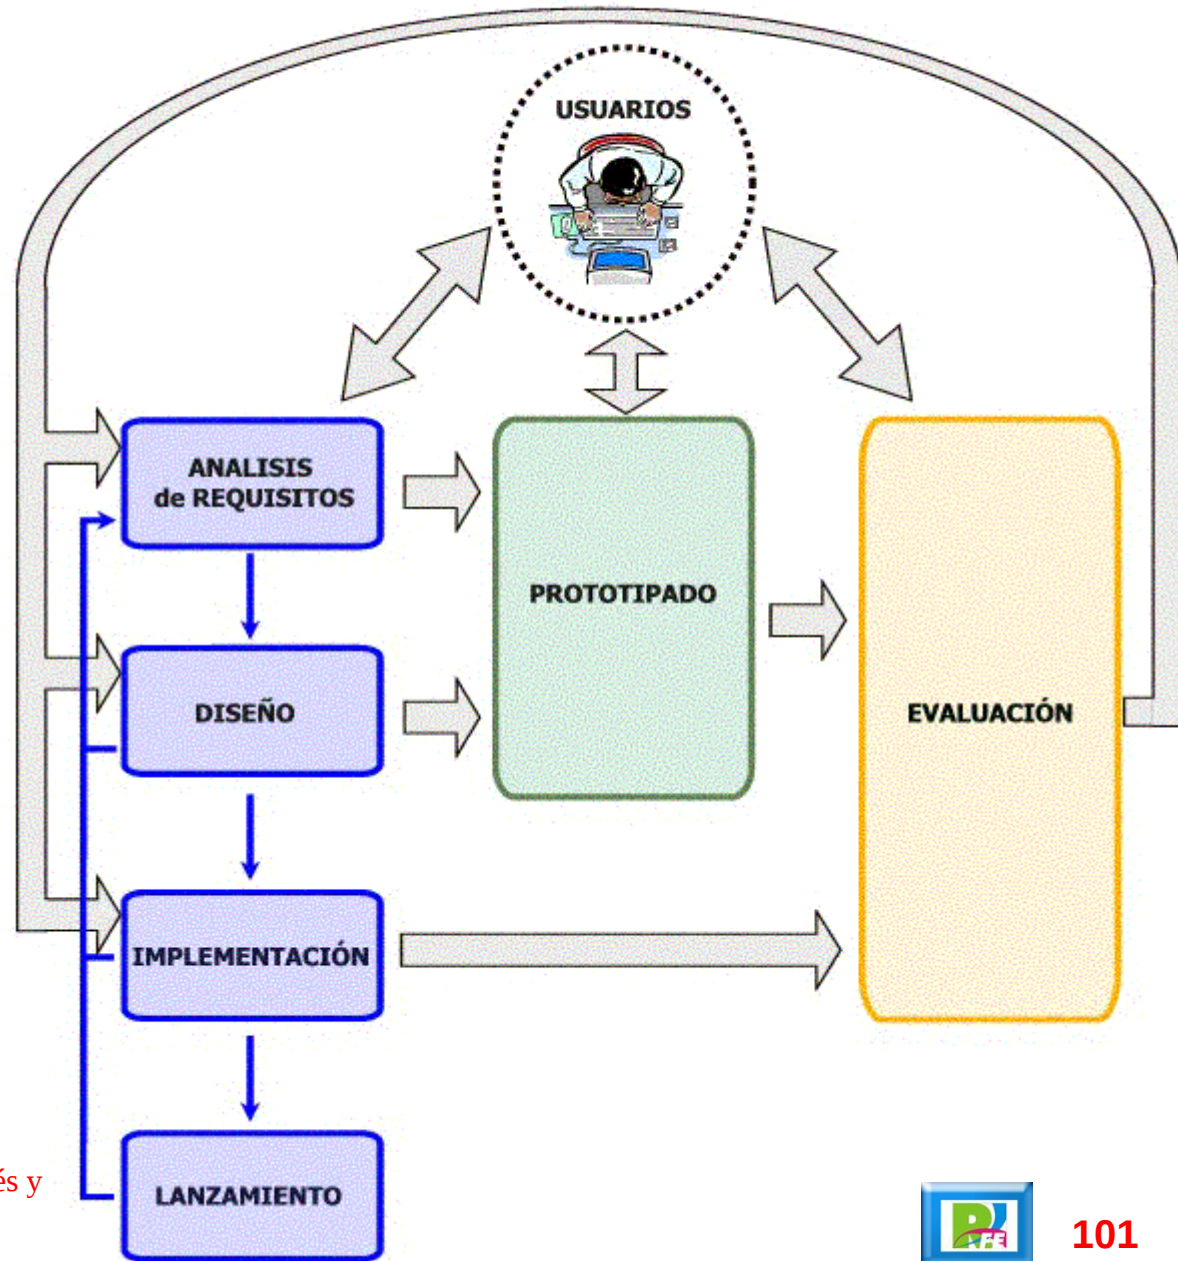 USUARIOS
ANALISIS
de REQUISITOS
PROTOTIPADO
DISEÑO
EVALUACIÓN
IMPLEMENTACIÓN
LANZAMIENTO
és y
101